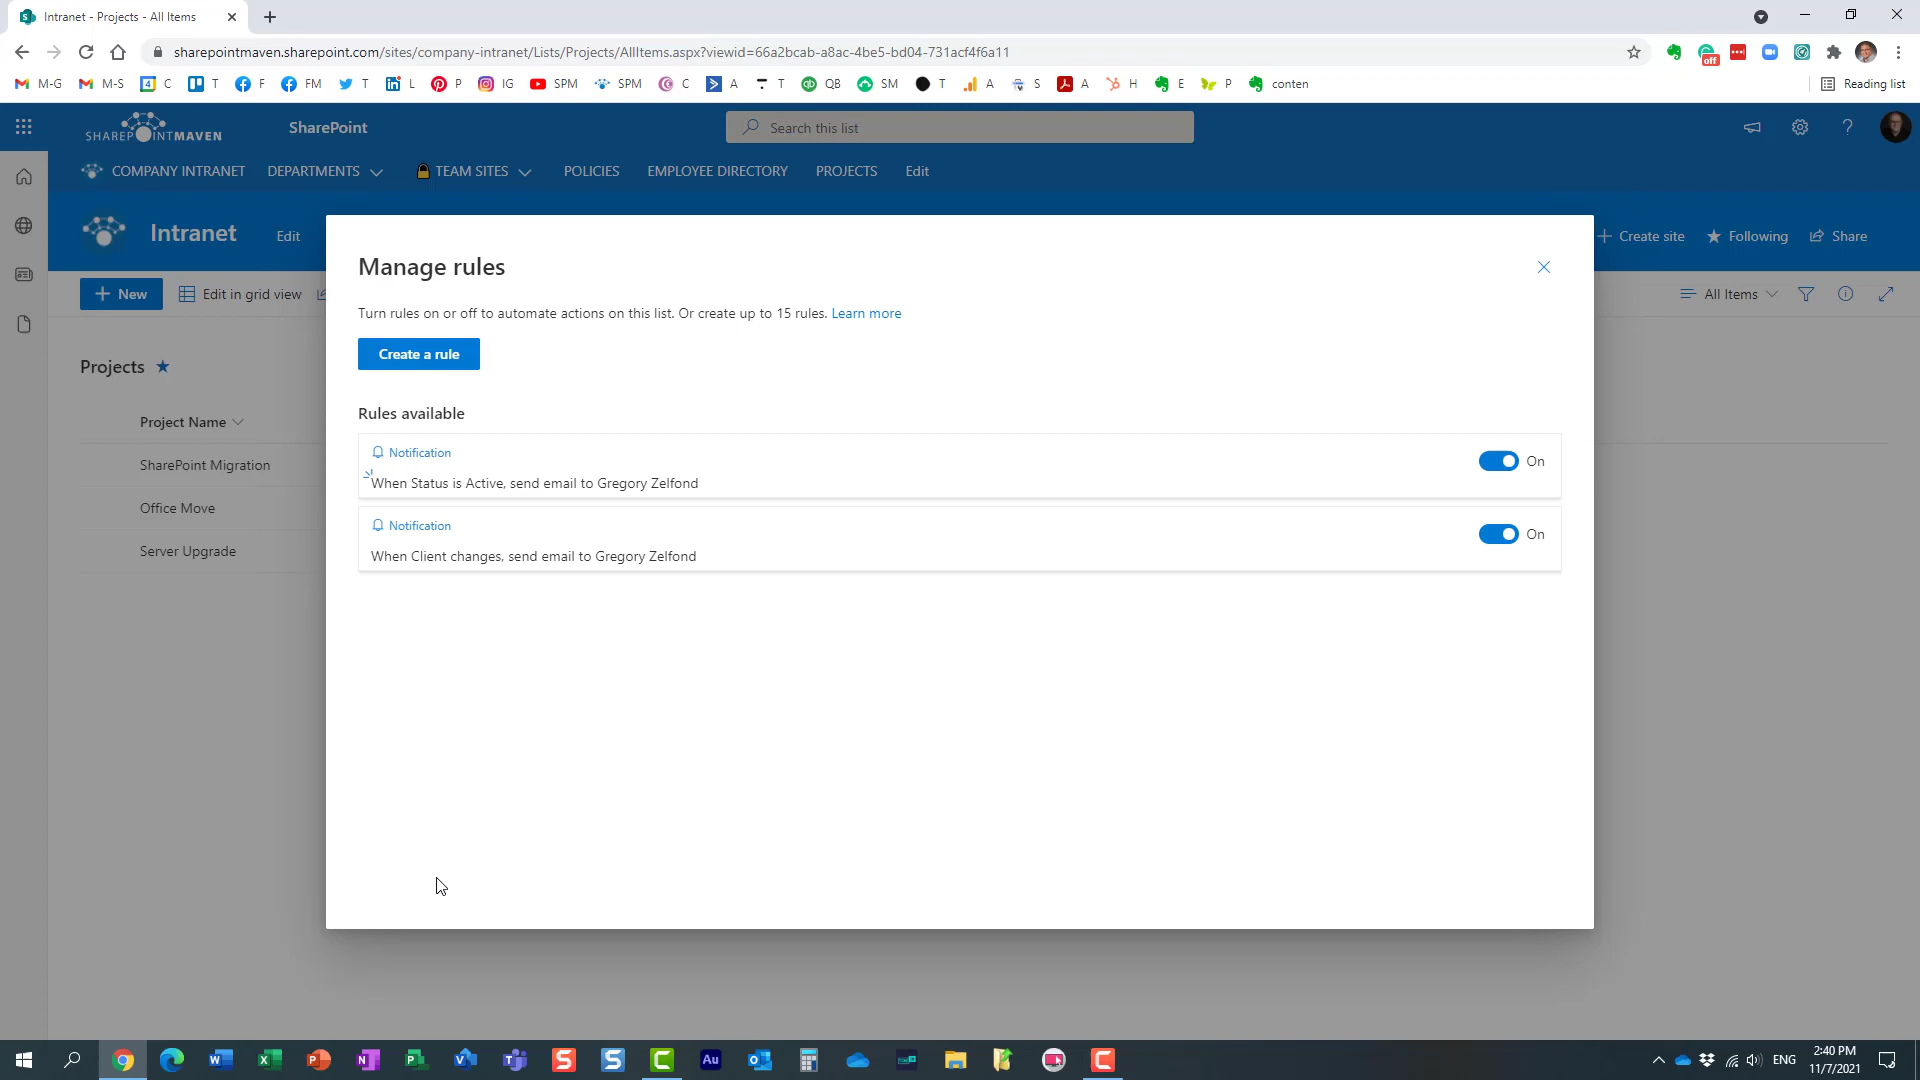 Intranet - Projects - All Items
sharepointmaven.sharepoint.com/sites/company-intranet/Lists/Projects/AllItems.aspx?viewid=66a2bcab-a8ac-4be5-bd04-731acf4f6a11
off
M-G M-S 4 C T F FM T L P IG SPM SPM C A T QB SM T A S A H E P conten Reading list
SHAREPOINTMAVEN SharePoint Search this list
COMPANY INTRANET DEPARTMENTS TEAM SITES POLICIES EMPLOYEE DIRECTORY PROJECTS Edit
Intranet Edit
Create site Following Share
New Edit in grid view
All Items
Projects
Project Name
SharePoint Migration
Office Move
Server Upgrade
Manage rules
Turn rules on or off to automate actions on this list. Or create up to 15 rules. Learn more
Create a rule
Rules available
Notification
When Status is Active, send email to Gregory Zelfond
On
Notification
When Client changes, send email to Gregory Zelfond
On
ENG
2:40 PM
11/7/2021